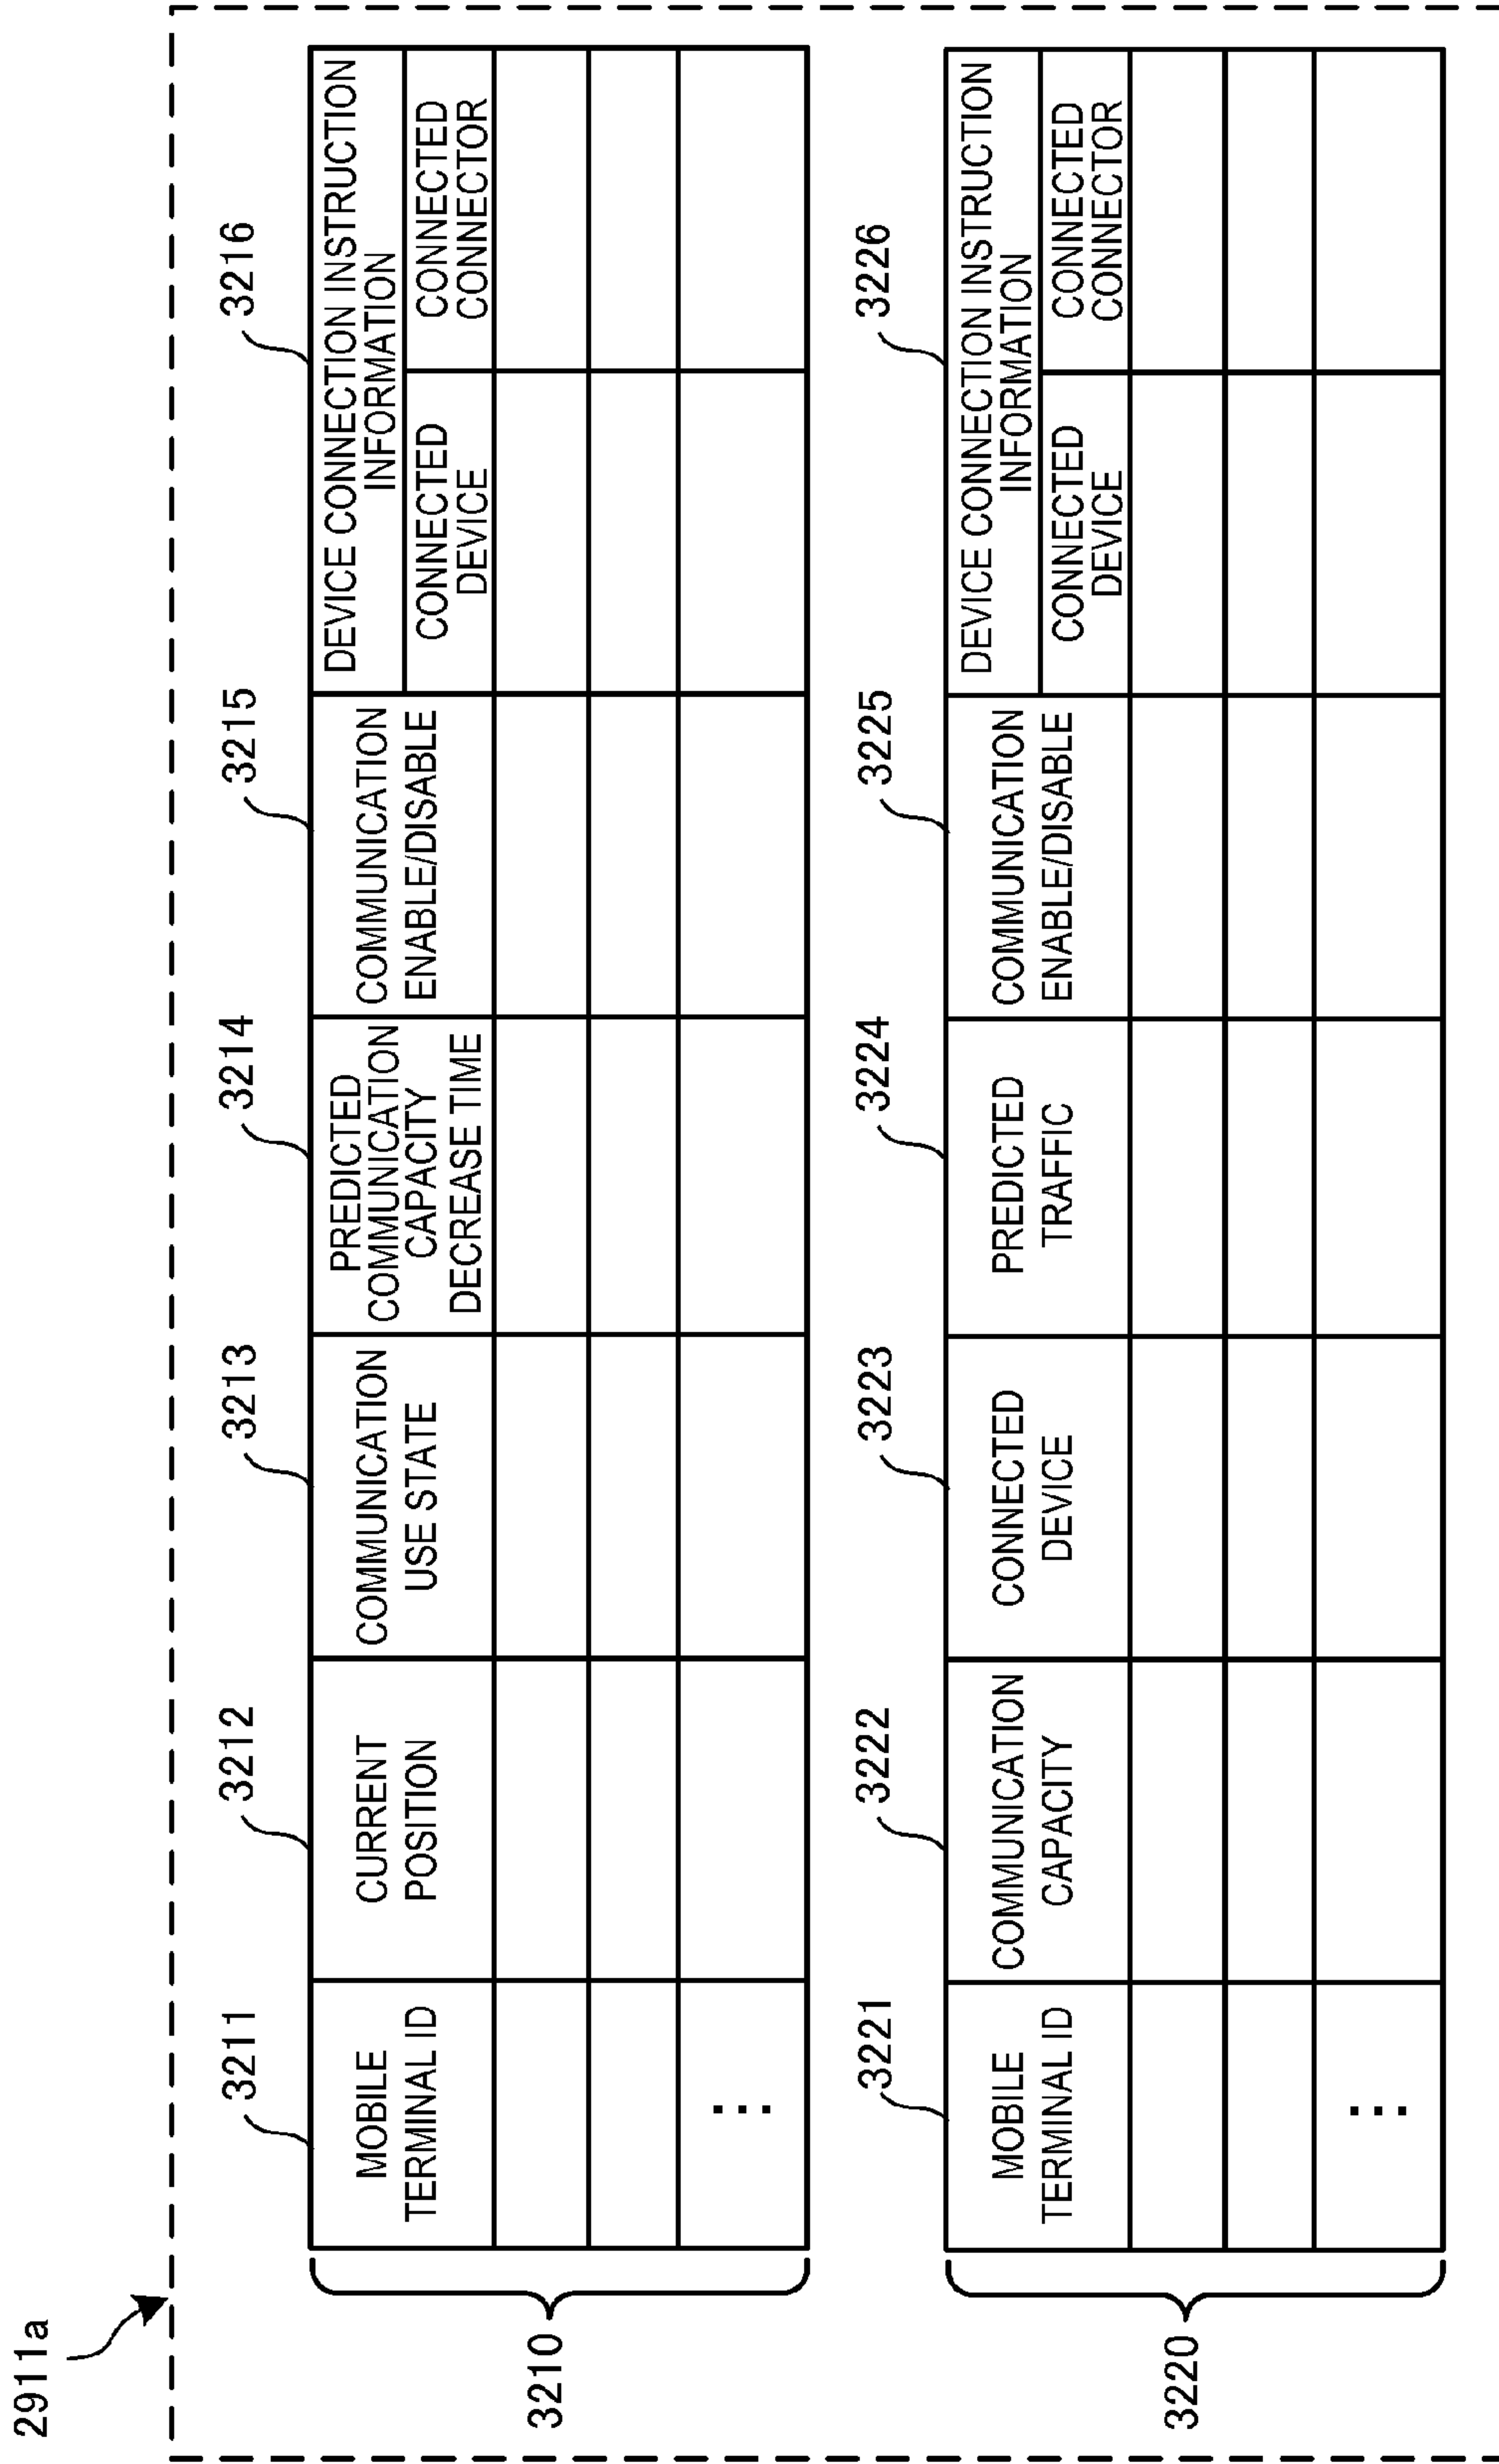 2911a
3210
3211
3212
3213
3214
3215
3216
MOBILE
TERMINAL ID
CURRENT
POSITION
COMMUNICATION
USE STATE
PREDICTED
COMMUNICATION
CAPACITY
DECREASE TIME
COMMUNICATION
ENABLE/DISABLE
DEVICE CONNECTION INSTRUCTION
INFORMATION
CONNECTED
DEVICE
CONNECTED
CONNECTOR
⋮
3220
3221
3222
3223
3224
3225
3226
MOBILE
TERMINAL ID
COMMUNICATION
CAPACITY
CONNECTED
DEVICE
PREDICTED
TRAFFIC
COMMUNICATION
ENABLE/DISABLE
DEVICE CONNECTION INSTRUCTION
INFORMATION
CONNECTED
DEVICE
CONNECTED
CONNECTOR
⋮